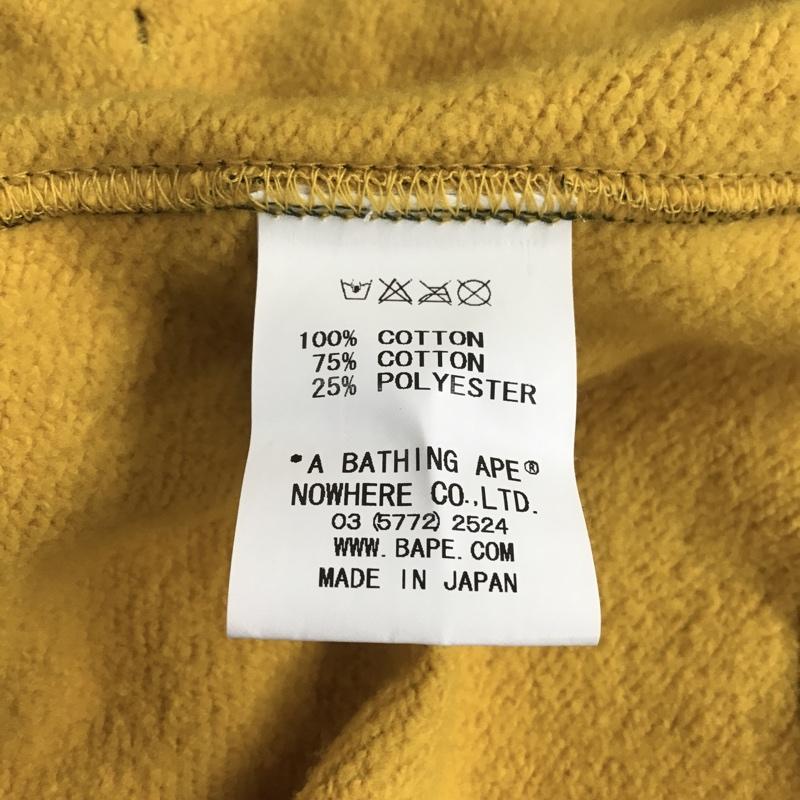 100% COTTON
75% COTTON
25% POLYESTER
*A BATHING APE®
NOWHERE CO.,LTD.
03 (5772) 2524
WWW. BAPE. COM
MADE IN JAPAN